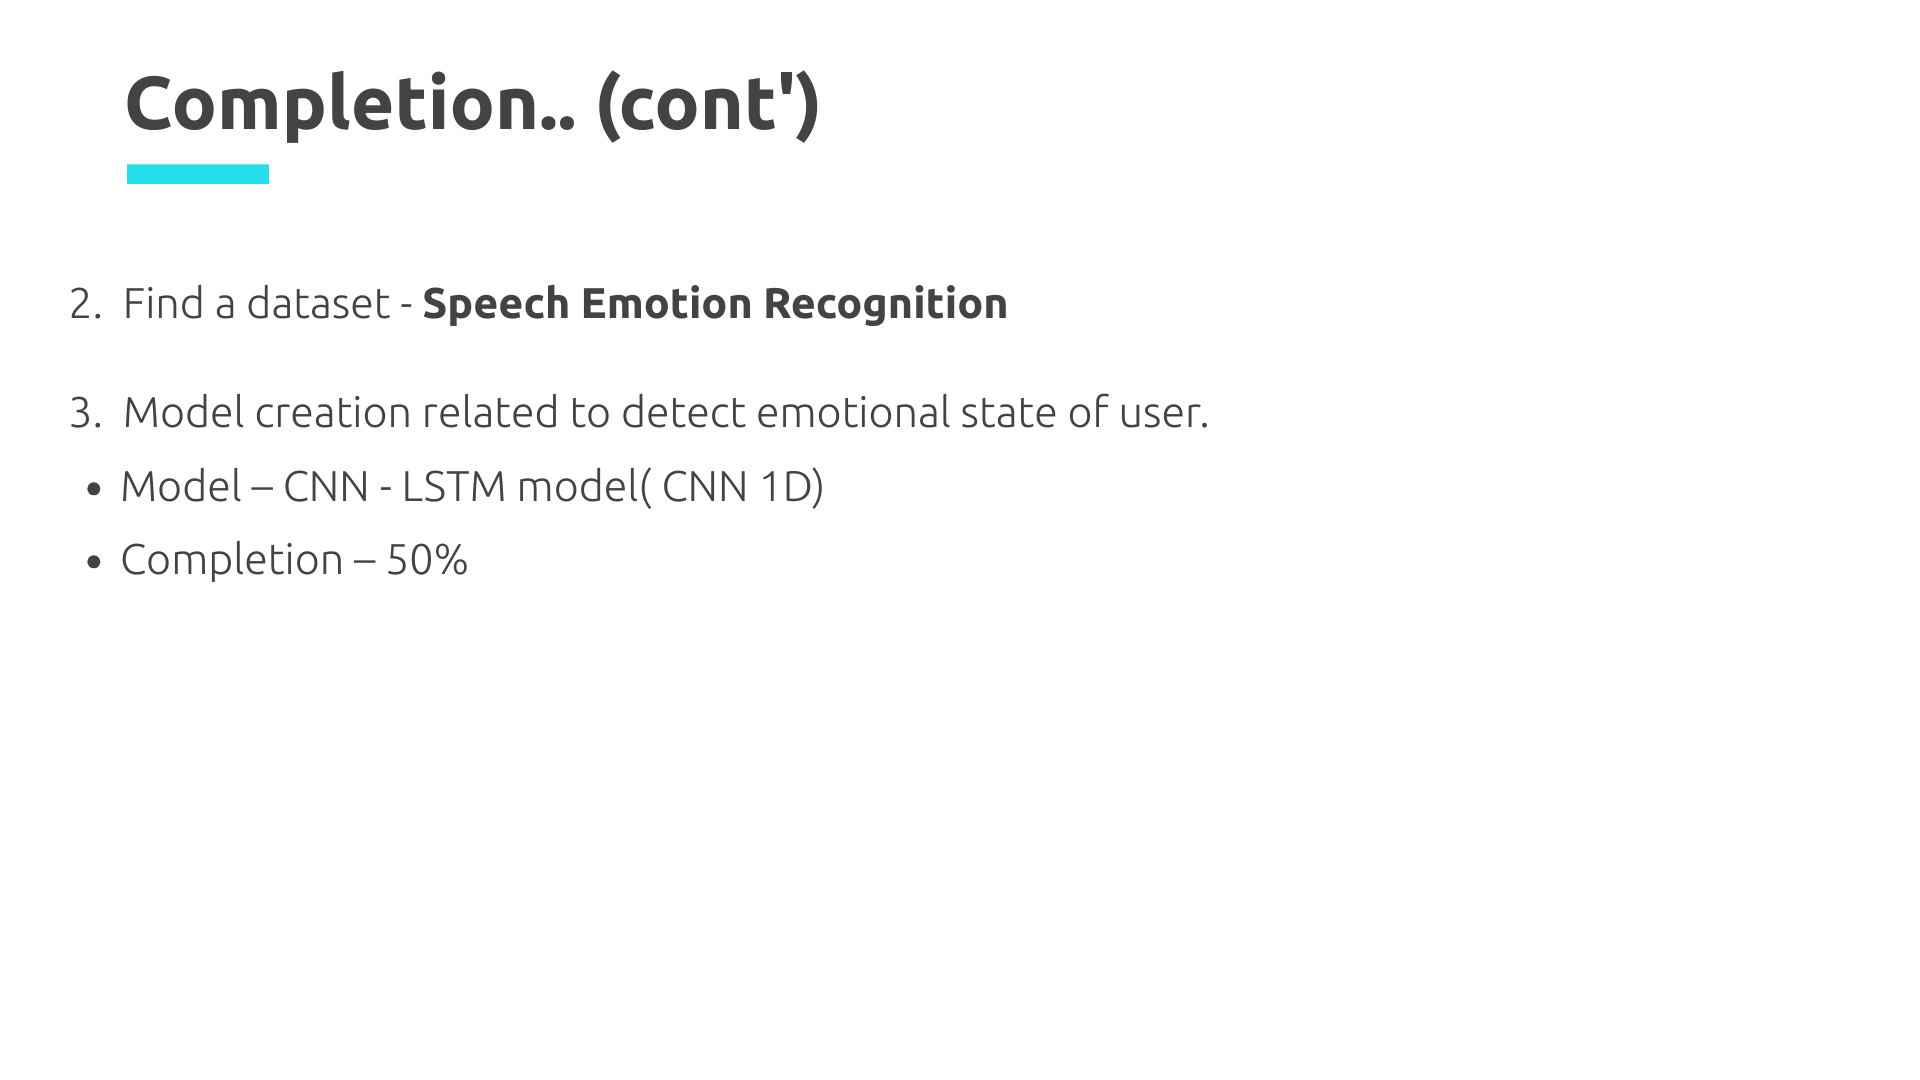 Completion.. (cont')
2. Find a dataset - Speech Emotion Recognition
3. Model creation related to detect emotional state of user.
• Model – CNN - LSTM model( CNN 1D)
• Completion – 50%